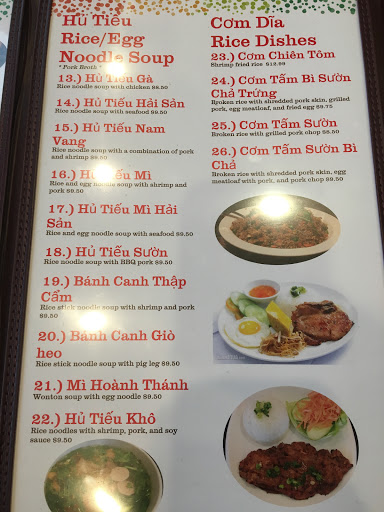 Hủ Tiếu
Rice/Egg
Noodle Soup
*Pork Broth*
13.) Hủ Tiếu Gà
Rice noodle soup with chicken $8.50
14.) Hủ Tiếu Hải Sản
Rice noodle soup with seafood $9.50
15.) Hủ Tiếu Nam
Vang
Rice noodle soup with a combination of pork
and shrimp $8.50
16.) Hủ Tiếu Mì
Rice and egg noodle soup with shrimp and
pork $9.50
17.) Hủ Tiếu Mì Hải
Sản
Rice and egg noodle soup with seafood $9.50
18.) Hủ Tiếu Sườn
Rice noodle soup with BBQ pork $9.50
19.) Bánh Canh Thập
Cẩm
Rice stick noodle soup with shrimp and pork
$9.50
20.) Bánh Canh Giò
heo
Rice stick noodle soup with pig leg $9.50
21.) Mì Hoành Thánh
Wonton soup with egg noodle $9.50
22.) Hủ Tiếu Khô
Rice noodles with shrimp, pork, and soy
sauce $9.50
Cơm Dĩa
Rice Dishes
23.) Cơm Chiên Tôm
Shrimp fried rice
24.) Cơm Tấm Bì Sườn
Chả Trứng
Broken rice with shredded pork skin, grilled
pork, egg meatloaf, and fried egg $9.75
25.) Cơm Tấm Sườn
Broken rice with grilled pork chop $8.50
26.) Cơm Tấm Sườn Bì
Chả
Broken rice with shredded pork skin, egg
meatloaf with pork, and pork chop $9.50